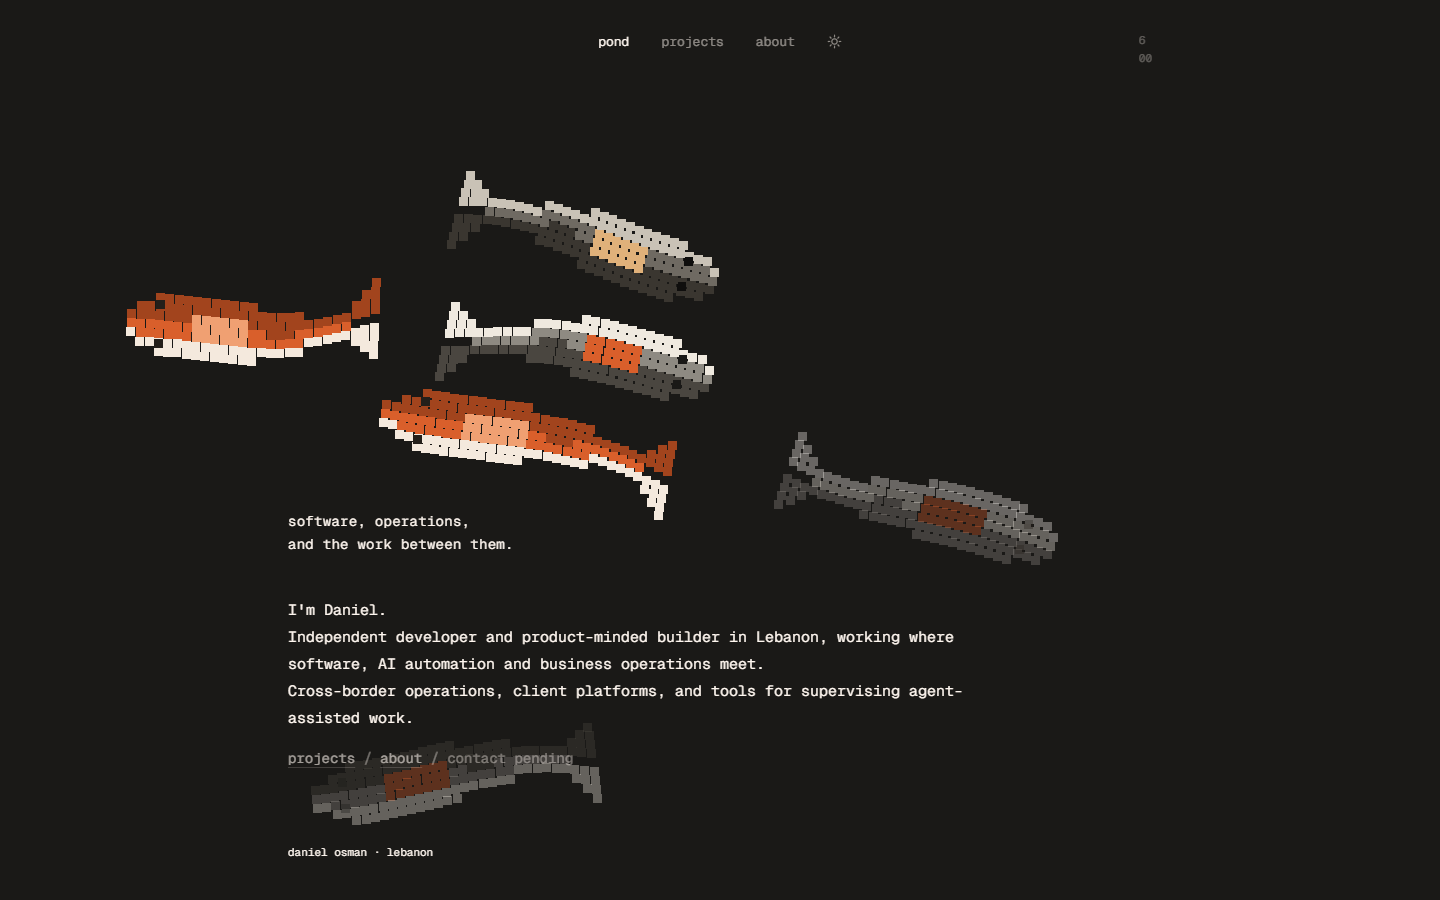 pond projects about
6
00
software, operations,
and the work between them.
I'm Daniel.
Independent developer and product-minded builder in Lebanon, working where
software, AI automation and business operations meet.
Cross-border operations, client platforms, and tools for supervising agent-
assisted work.
projects / about / contact pending
daniel osman · lebanon